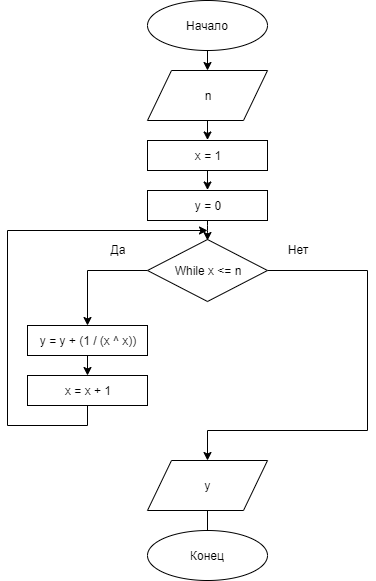 Начало
n
x = 1
y = 0
Да
Нет
While x <= n
y = y + (1 / (x ^ x))
x = x + 1
y
Конец